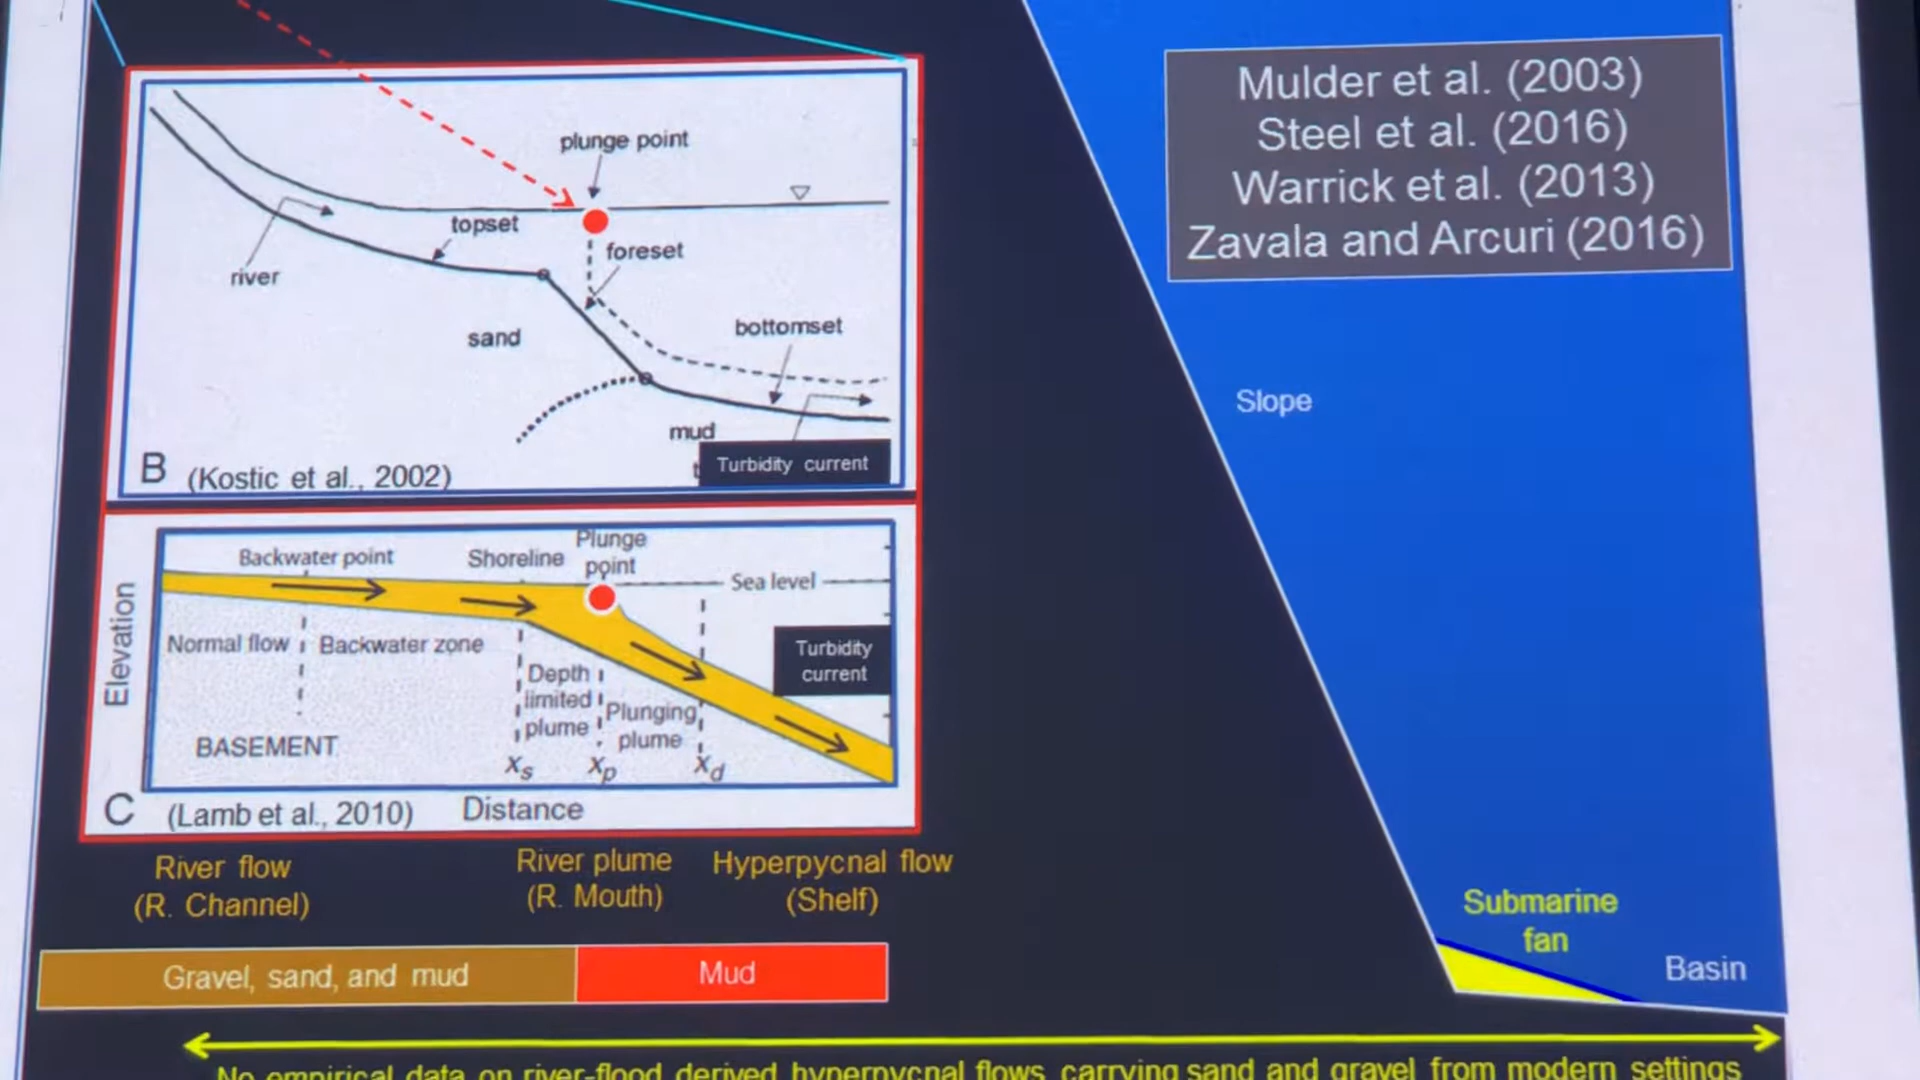 Mulder et al. (2003)
Steel et al. (2016)
Warrick et al. (2013)
Zavala and Arcuri (2016)
plunge point
topset
foreset
river
sand
bottomset
mud
Turbidity current
B (Kostic et al., 2002)
Slope
Plunge
point
Backwater point
Shoreline
Sea level
Elevation
Normal flow
Backwater zone
Depth
limited
plume
Plunging
plume
Turbidity
current
BASEMENT
xs
xp
xd
C (Lamb et al., 2010)
Distance
River flow
(R. Channel)
River plume
(R. Mouth)
Hyperpycnal flow
(Shelf)
Submarine
fan
Basin
Gravel, sand, and mud
Mud
No empirical data on river-flood derived hyperpycnal flows carrying sand and gravel from modern settings